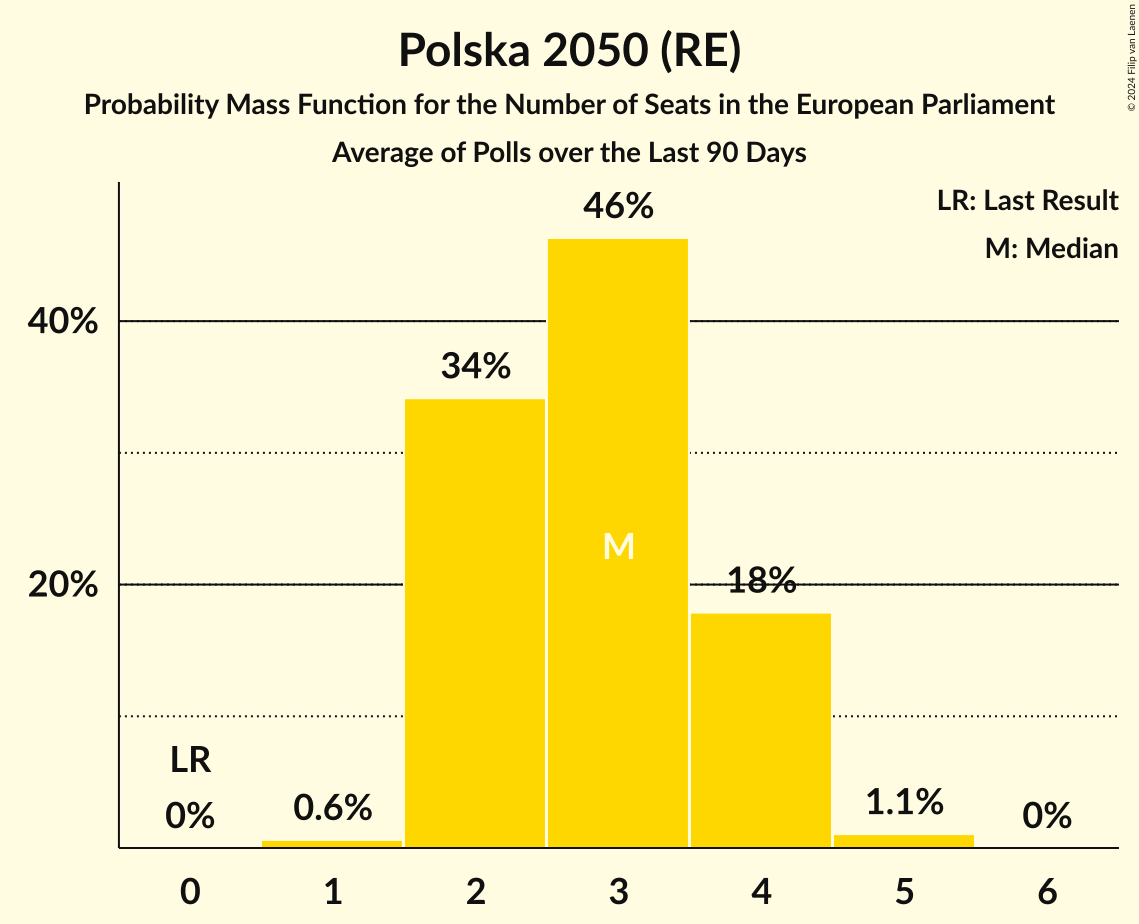 Polska 2050 (RE)
Probability Mass Function for the Number of Seats in the European Parliament
Average of Polls over the Last 90 Days
© 2024 Filip van Laenen
LR: Last Result
M: Median
46%
40%
34%
M
20%
18%
LR
0%
0.6%
1.1%
0%
0 1 2 3 4 5 6